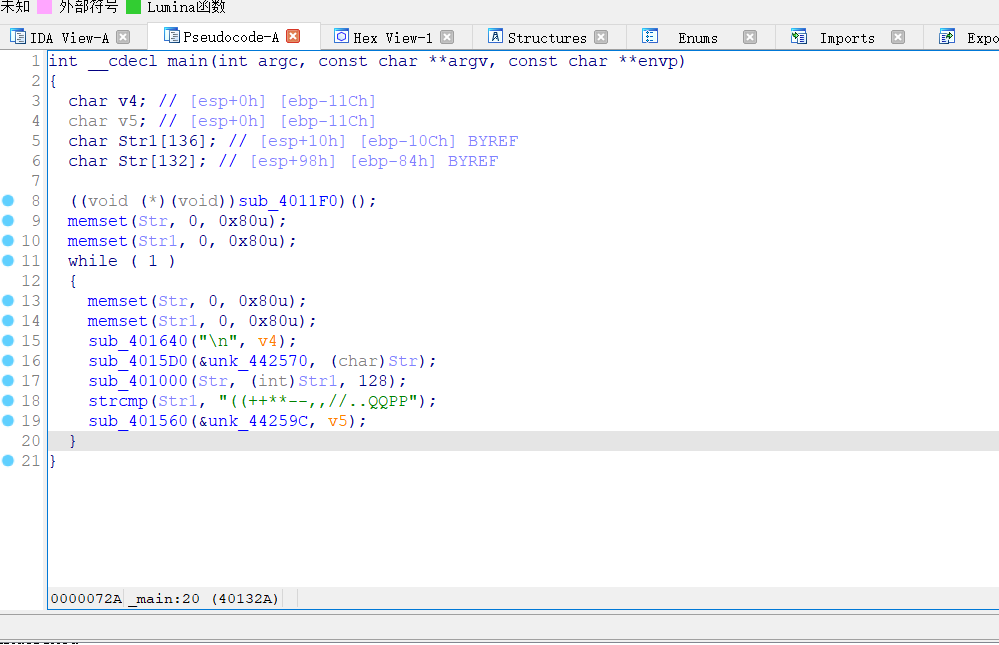 未知 外部符号 Lumina函数
IDA View-A Pseudocode-A Hex View-1 Structures Enums Imports Expo
1 int __cdecl main(int argc, const char **argv, const char **envp)
2 {
3 char v4; // [esp+0h] [ebp-11Ch]
4 char v5; // [esp+0h] [ebp-11Ch]
5 char Str1[136]; // [esp+10h] [ebp-10Ch] BYREF
6 char Str[132]; // [esp+98h] [ebp-84h] BYREF
7
8 ((void (*)(void))sub_4011F0)();
9 memset(Str, 0, 0x80u);
10 memset(Str1, 0, 0x80u);
11 while ( 1 )
12 {
13 memset(Str, 0, 0x80u);
14 memset(Str1, 0, 0x80u);
15 sub_401640("\n", v4);
16 sub_4015D0(&unk_442570, (char)Str);
17 sub_401000(Str, (int)Str1, 128);
18 strcmp(Str1, "((++**--,,//..QQPP");
19 sub_401560(&unk_44259C, v5);
20 }
21 }
0000072A _main:20 (40132A)